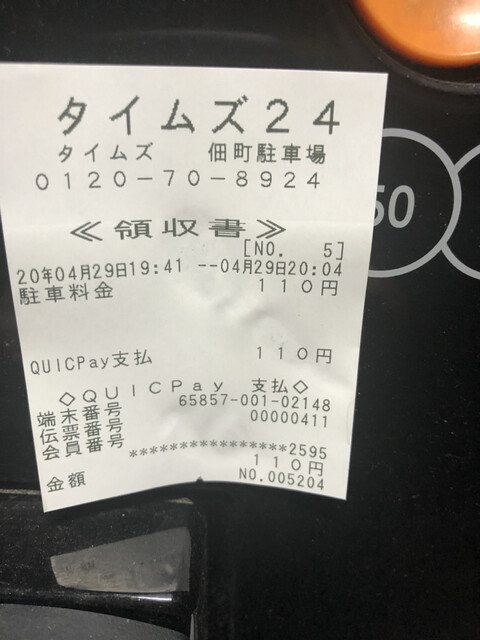 タイムズ24
タイムズ 佃町駐車場
0120-70-8924
≪領収書≫
[NO. 5]
20年04月29日19:41 --04月29日20:04
駐車料金 110円
QUICPay支払 110円
◇QUICPay 支払◇
端末番号 65857-001-02148
伝票番号 00000411
会員番号
****************2595
金額 110円
NO.005204
50